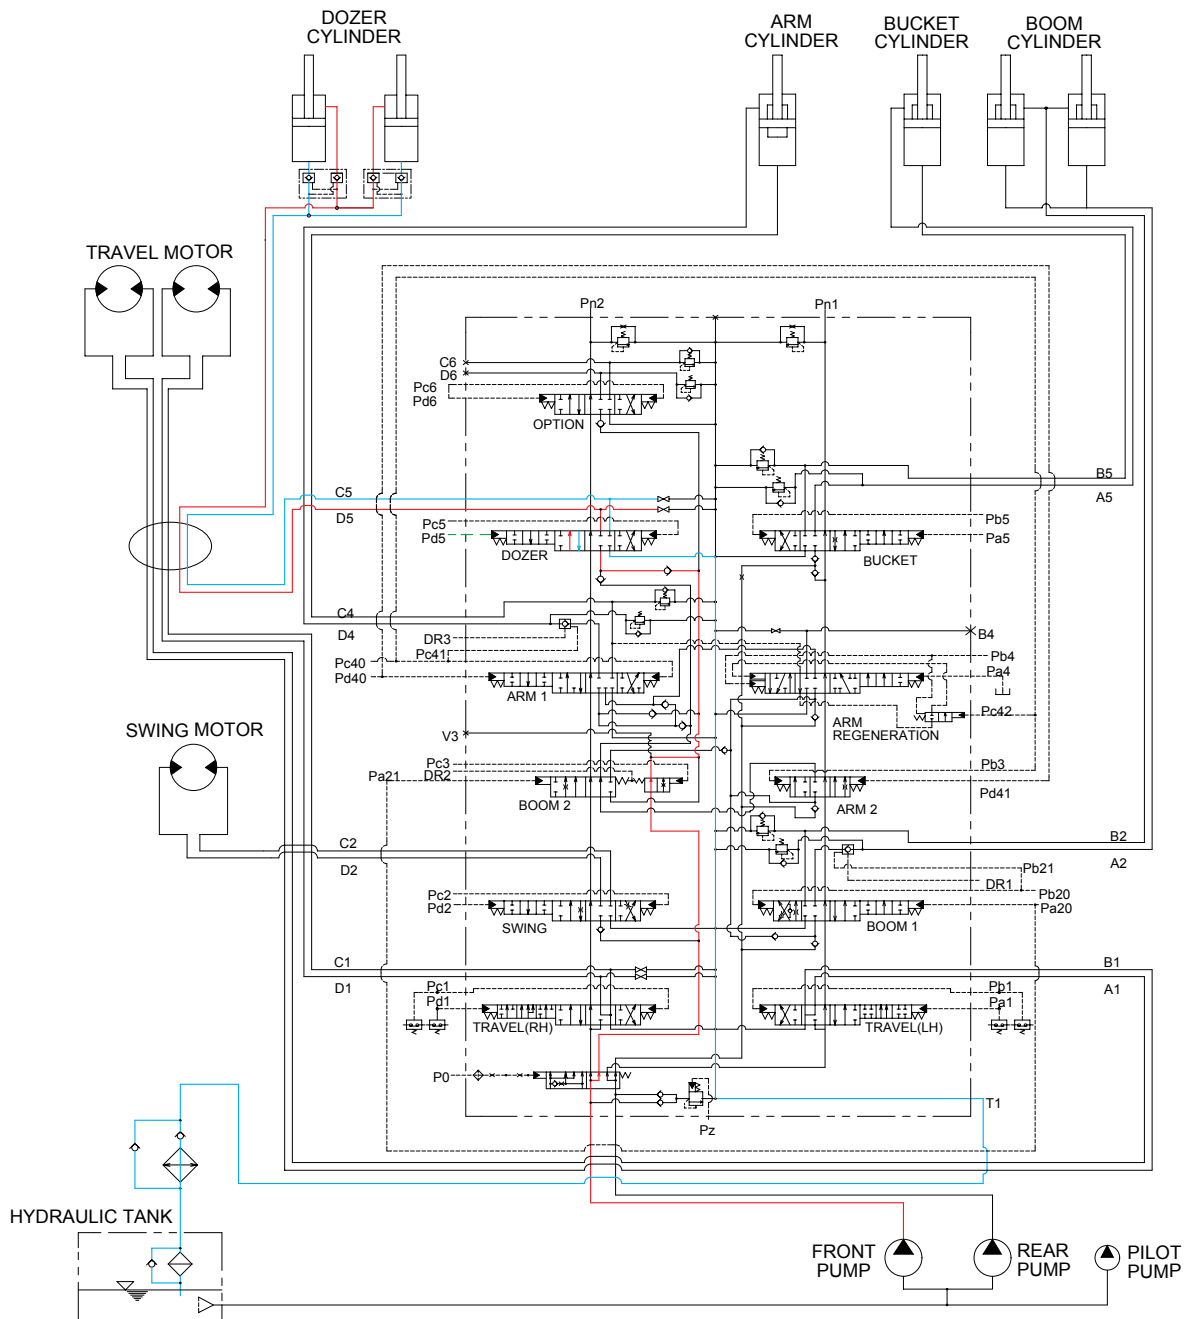 DOZER
CYLINDER
ARM
CYLINDER
BUCKET
CYLINDER
BOOM
CYLINDER
TRAVEL MOTOR
Pn2
Pn1
C6
D6
Pc6
Pd6
OPTION
C5
D5
B5
A5
Pc5
Pd5
DOZER
BUCKET
Pb5
Pa5
C4
D4
DR3
Pc41
Pc40
Pd40
ARM 1
B4
Pb4
Pa4
Pc42
ARM
REGENERATION
SWING MOTOR
V3
Pc3
DR2
Pa21
BOOM 2
Pb3
ARM 2
Pd41
C2
D2
B2
A2
Pb21
DR1
Pc2
Pd2
SWING
BOOM 1
Pb20
Pa20
C1
D1
B1
A1
Pc1
Pd1
TRAVEL(RH)
TRAVEL(LH)
Pb1
Pa1
P0
Pz
T1
HYDRAULIC TANK
FRONT
PUMP
REAR
PUMP
PILOT
PUMP